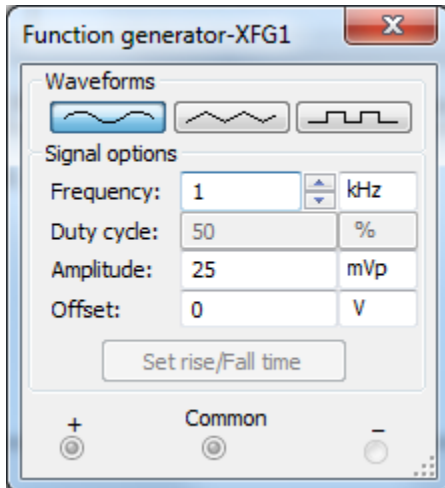 Function generator-XFG1
Waveforms
Signal options
Frequency: 1 kHz
Duty cycle: 50 %
Amplitude: 25 mVp
Offset: 0 V
Set rise/Fall time
+ Common −